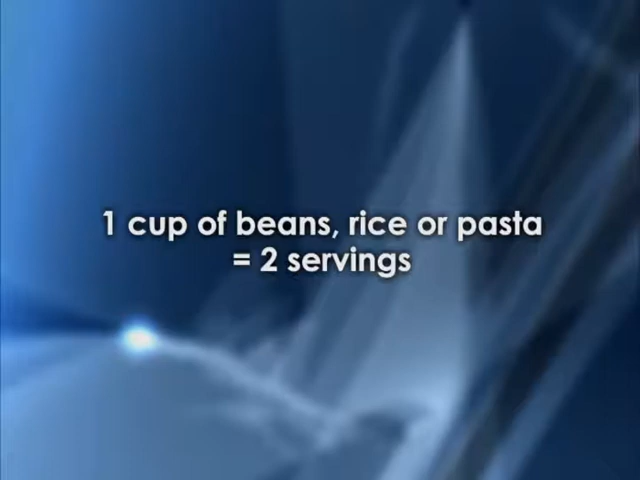 1 cup of beans, rice or pasta
= 2 servings